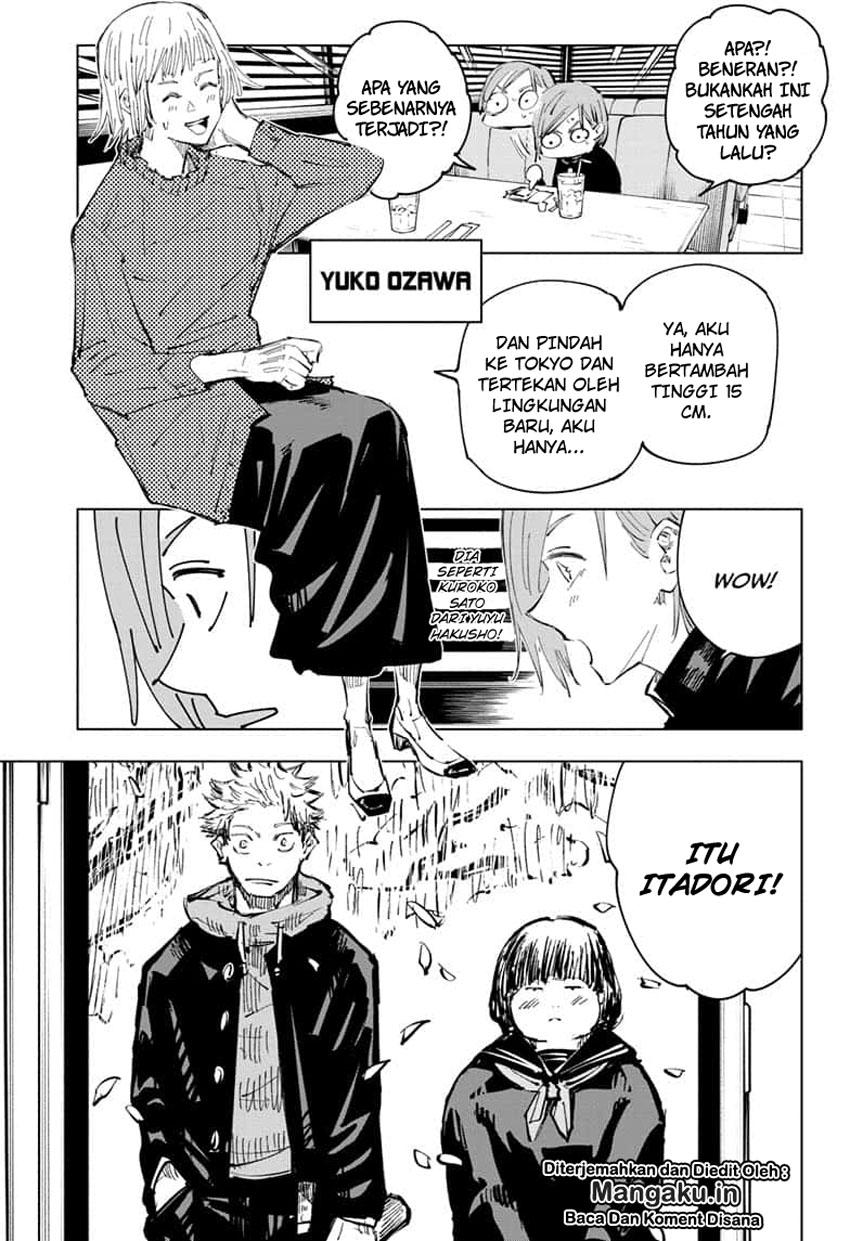 APA?!
BENERAN?!
BUKANKAH INI
SETENGAH
TAHUN YANG
LALU?
APA YANG
SEBENARNYA
TERJADI?!
YUKO OZAWA
YA, AKU
HANYA
BERTAMBAH
TINGGI 15
CM.
DAN PINDAH
KE TOKYO DAN
TERTEKAN OLEH
LINGKUNGAN
BARU, AKU
HANYA...
WOW!
DIA
SEPERTI
KUROKO
SATO
DARI YUYU
HAKUSHO!
ITU
ITADORI!
Diterjemahkan dan Diedit Oleh :
Mangaku.in
Baca Dan Koment Disana